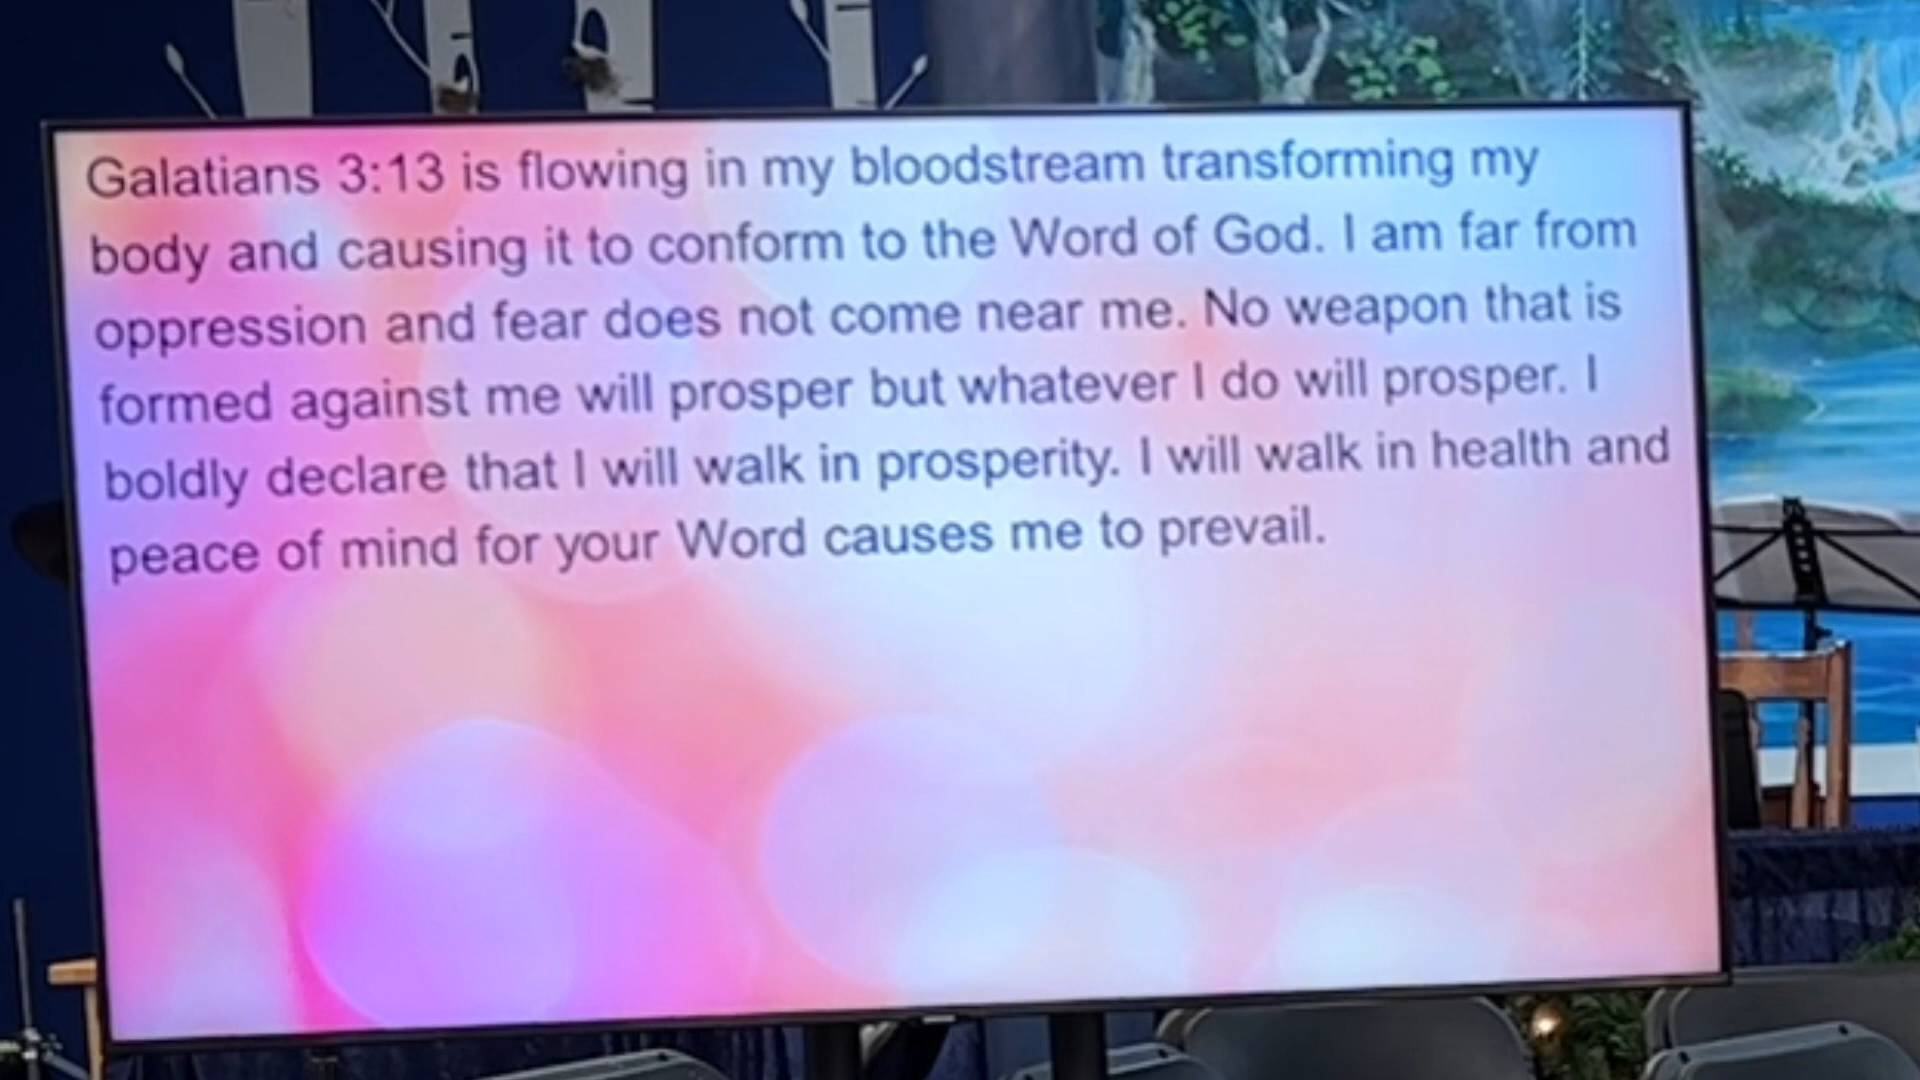 Galatians 3:13 is flowing in my bloodstream transforming my
body and causing it to conform to the Word of God. I am far from
oppression and fear does not come near me. No weapon that is
formed against me will prosper but whatever I do will prosper. I
boldly declare that I will walk in prosperity. I will walk in health and
peace of mind for your Word causes me to prevail.